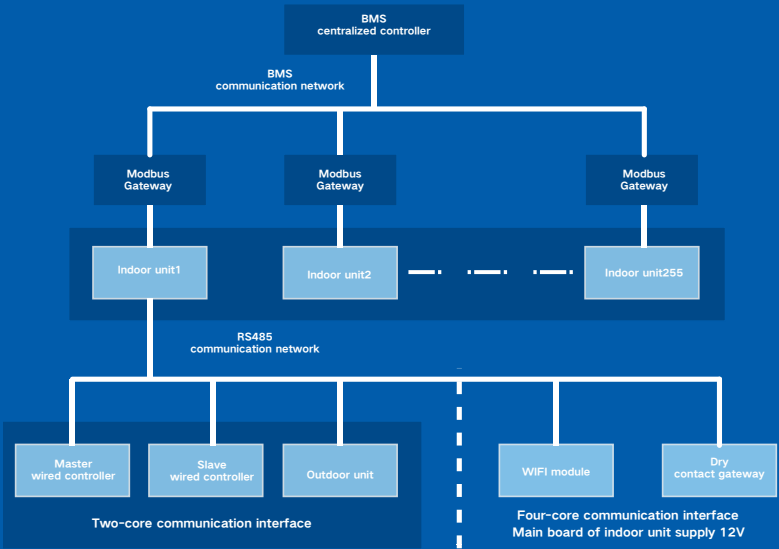 BMS
centralized controller
BMS
communication network
Modbus
Gateway
Modbus
Gateway
Modbus
Gateway
Indoor unit1
Indoor unit2
Indoor unit255
RS485
communication network
Master
wired controller
Slave
wired controller
Outdoor unit
WIFI module
Dry
contact gateway
Two-core communication interface
Four-core communication interface
Main board of indoor unit supply 12V